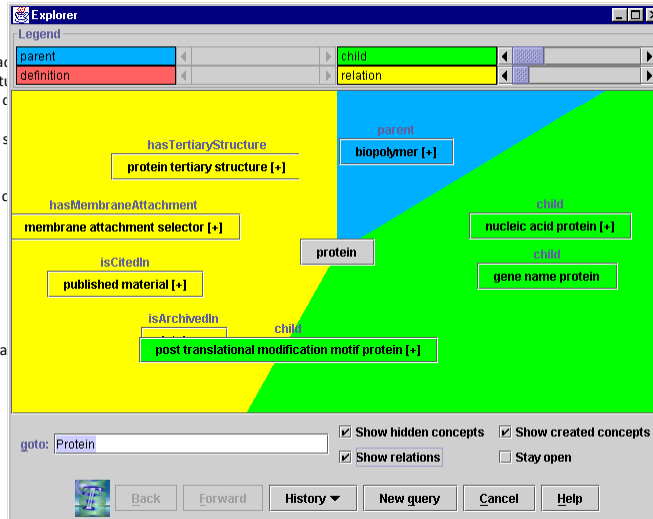 Explorer
Legend
parent
child
definition
relation
hasTertiaryStructure
protein tertiary structure [+]
parent
biopolymer [+]
hasMembraneAttachment
membrane attachment selector [+]
child
nucleic acid protein [+]
protein
child
gene name protein
isCitedIn
published material [+]
isArchivedIn
child
post translational modification motif protein [+]
goto: Protein
Show hidden concepts
Show created concepts
Show relations
Stay open
Back
Forward
History
New query
Cancel
Help